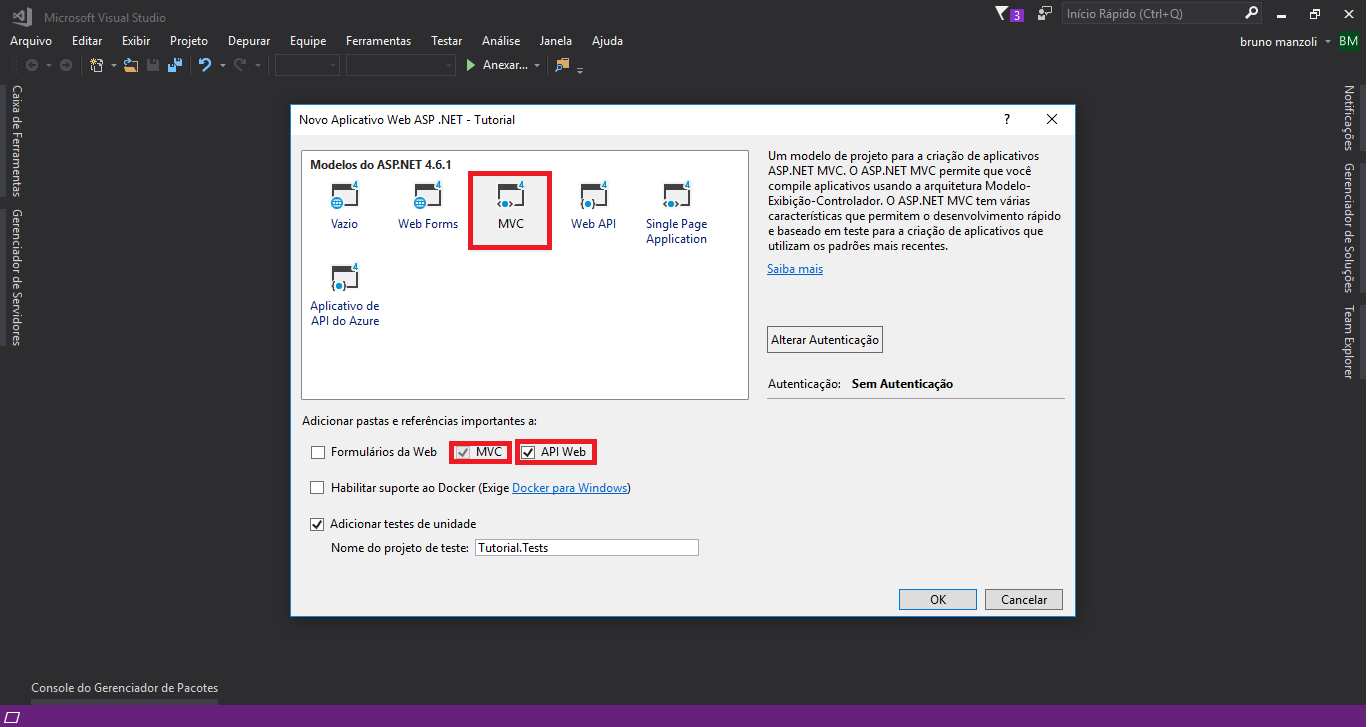 Microsoft Visual Studio
3
Início Rápido (Ctrl+Q)
Arquivo Editar Exibir Projeto Depurar Equipe Ferramentas Testar Análise Janela Ajuda
bruno manzoli BM
Anexar...
Caixa de Ferramentas
Gerenciador de Servidores
Notificações
Gerenciador de Soluções
Team Explorer
Novo Aplicativo Web ASP .NET - Tutorial
?
Modelos do ASP.NET 4.6.1
4 4 4 4 4
Vazio Web Forms MVC Web API Single Page
Application
4
Aplicativo de
API do Azure
Um modelo de projeto para a criação de aplicativos
ASP.NET MVC. O ASP.NET MVC permite que você
compile aplicativos usando a arquitetura Modelo-
Exibição-Controlador. O ASP.NET MVC tem várias
características que permitem o desenvolvimento rápido
e baseado em teste para a criação de aplicativos que
utilizam os padrões mais recentes.
Saiba mais
Alterar Autenticação
Autenticação: Sem Autenticação
Adicionar pastas e referências importantes a:
Formulários da Web MVC API Web
Habilitar suporte ao Docker (Exige Docker para Windows)
Adicionar testes de unidade
Nome do projeto de teste: Tutorial.Tests
OK Cancelar
Console do Gerenciador de Pacotes